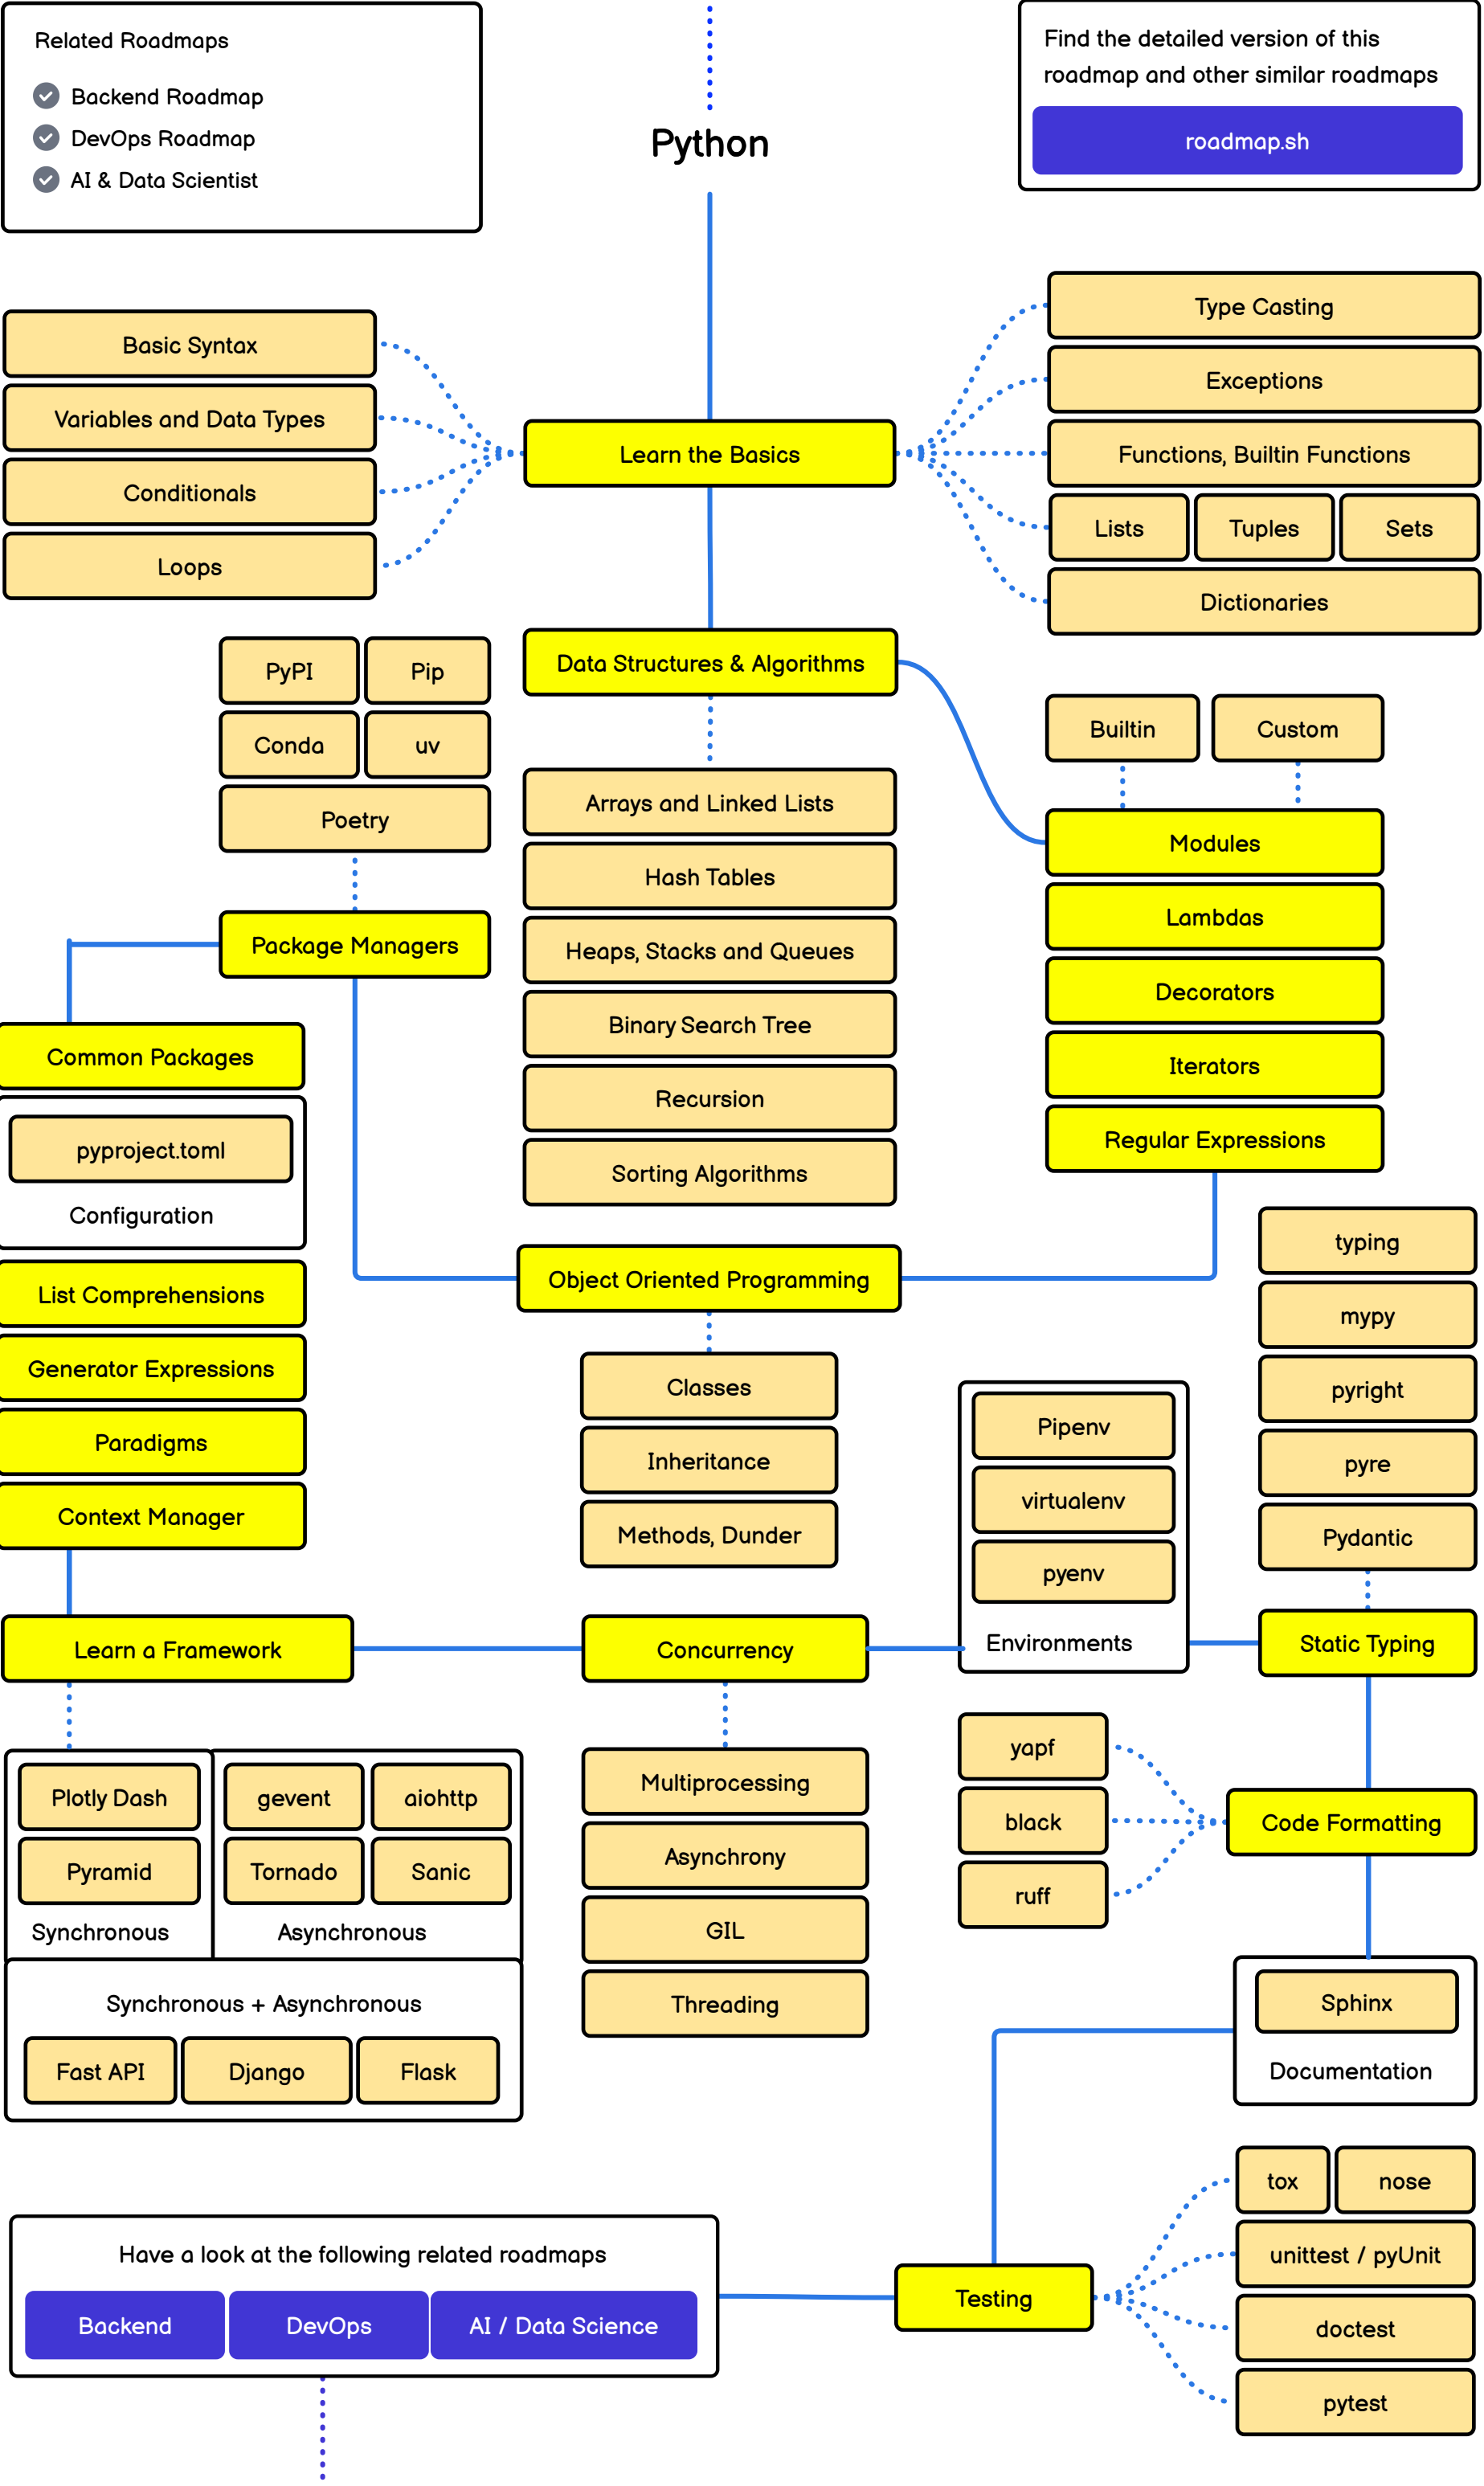 Related Roadmaps
Backend Roadmap
DevOps Roadmap
AI & Data Scientist
Python
Find the detailed version of this
roadmap and other similar roadmaps
roadmap.sh
Basic Syntax
Variables and Data Types
Conditionals
Loops
Learn the Basics
Type Casting
Exceptions
Functions, Builtin Functions
Lists
Tuples
Sets
Dictionaries
PyPI
Pip
Conda
uv
Poetry
Package Managers
Data Structures & Algorithms
Arrays and Linked Lists
Hash Tables
Heaps, Stacks and Queues
Binary Search Tree
Recursion
Sorting Algorithms
Builtin
Custom
Modules
Lambdas
Decorators
Iterators
Regular Expressions
Common Packages
pyproject.toml
Configuration
List Comprehensions
Generator Expressions
Paradigms
Context Manager
Object Oriented Programming
Classes
Inheritance
Methods, Dunder
Pipenv
virtualenv
pyenv
Environments
typing
mypy
pyright
pyre
Pydantic
Static Typing
Learn a Framework
Concurrency
Plotly Dash
Pyramid
Synchronous
gevent
aiohttp
Tornado
Sanic
Asynchronous
Synchronous + Asynchronous
Fast API
Django
Flask
Multiprocessing
Asynchrony
GIL
Threading
yapf
black
ruff
Code Formatting
Sphinx
Documentation
tox
nose
unittest / pyUnit
doctest
pytest
Testing
Have a look at the following related roadmaps
Backend
DevOps
AI / Data Science